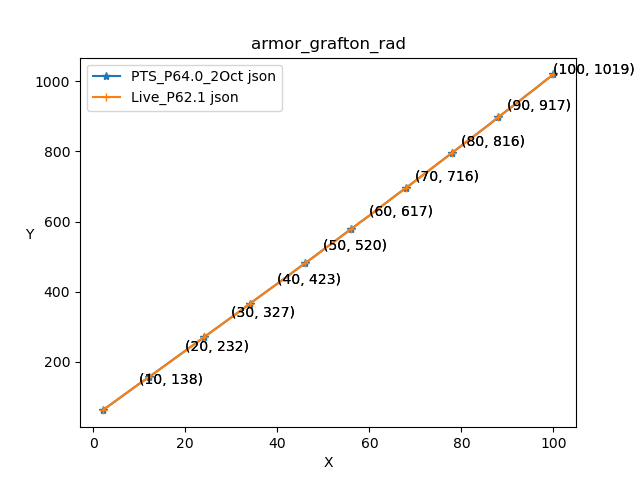 armor_grafton_rad
PTS_P64.0_2Oct json
Live_P62.1 json
Y
1000
800
600
400
200
(100, 1019)
(90, 917)
(80, 816)
(70, 716)
(60, 617)
(50, 520)
(40, 423)
(30, 327)
(20, 232)
(10, 138)
0 20 40 60 80 100
X